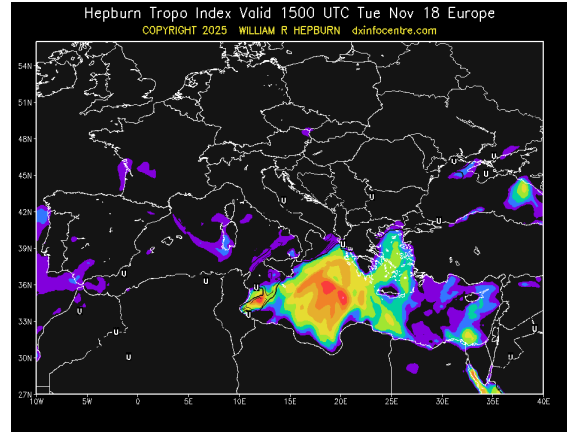 Hepburn Tropo Index Valid 1500 UTC Tue Nov 18 Europe
COPYRIGHT 2025 WILLIAM R HEPBURN dxinfocentre.com
54N
51N
48N
U
U
U
45N
U
U
42N
U
U
39N
U
U
36N
U
U
U
33N
U
U
30N
U
U
U
27N
10W 5W 0 5E 10E 15E 20E 25E 30E 35E 40E